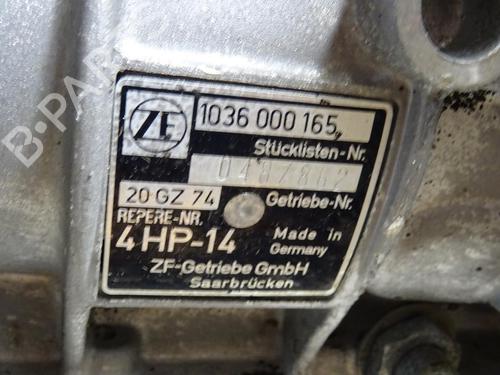 B-PARTS
ZF
1036 000 165
Stücklisten-Nr.
20 GZ 74
Getriebe-Nr.
REPERE-NR.
4 HP-14
Made in
Germany
ZF-Getriebe GmbH
Saarbrücken